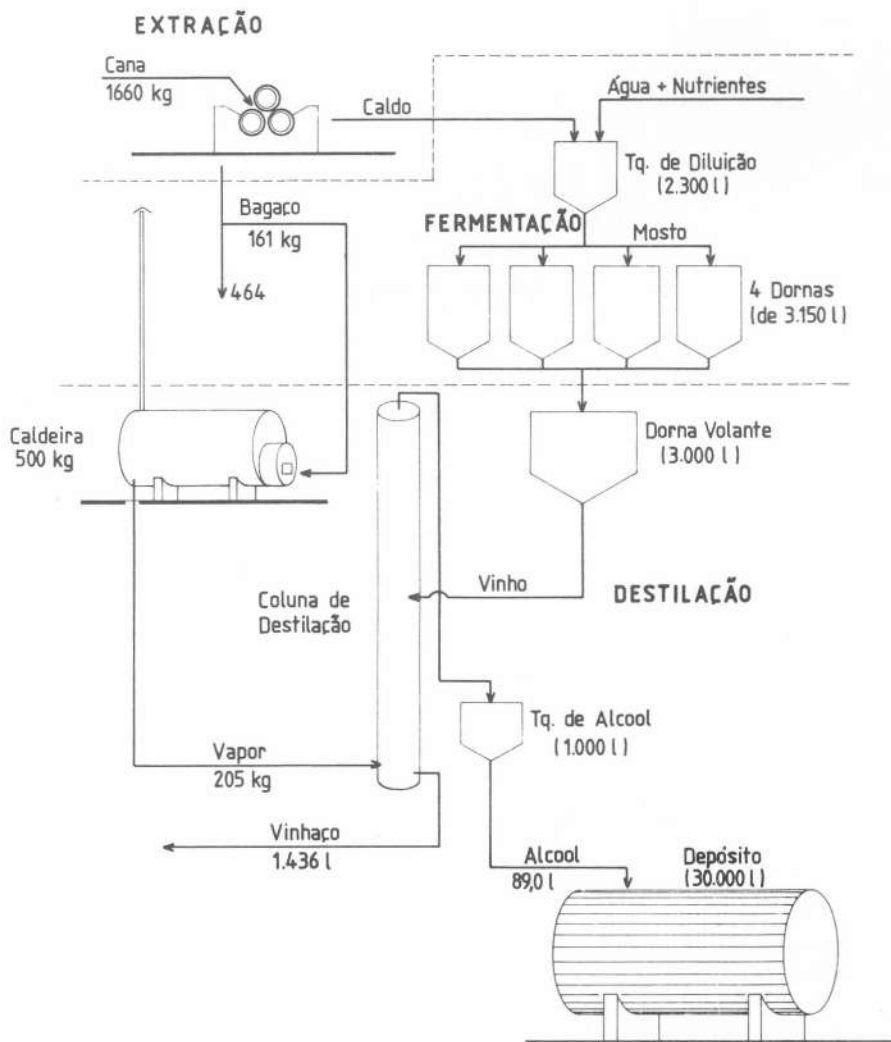 EXTRAÇÃO
Cana
1660 kg
Caldo
Água + Nutrientes
Tq. de Diluição
(2.300 l)
Bagaço
161 kg
464
FERMENTAÇÃO
Mosto
4 Dornas
(de 3.150 l)
Caldeira
500 kg
Dorna Volante
(3.000 l)
Vinho
DESTILAÇÃO
Coluna de
Destilação
Tq. de Alcool
(1.000 l)
Vapor
205 kg
Vinhaço
1.436 l
Alcool
89,0 l
Depósito
(30.000 l)